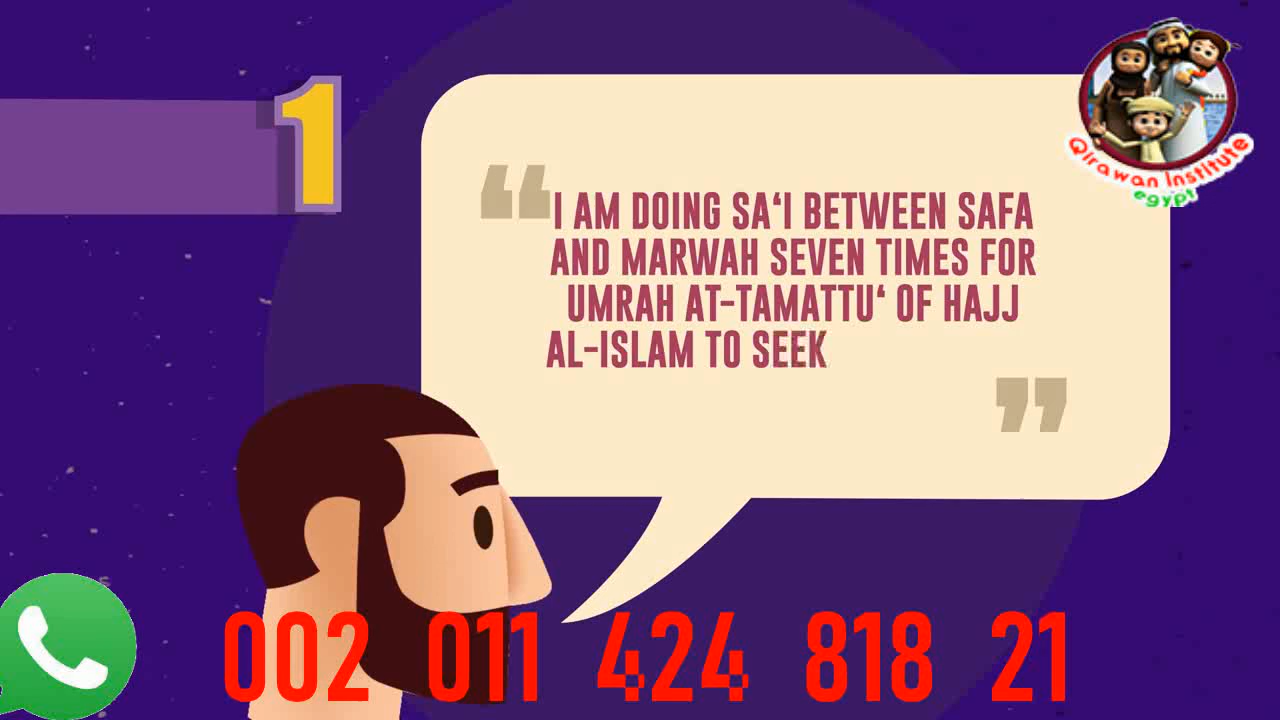 1
“I AM DOING SA‘I BETWEEN SAFA
AND MARWAH SEVEN TIMES FOR
UMRAH AT-TAMATTU‘ OF HAJJ
AL-ISLAM TO SEEK
”
Qirawan Institute
egypt
002 011 424 818 21